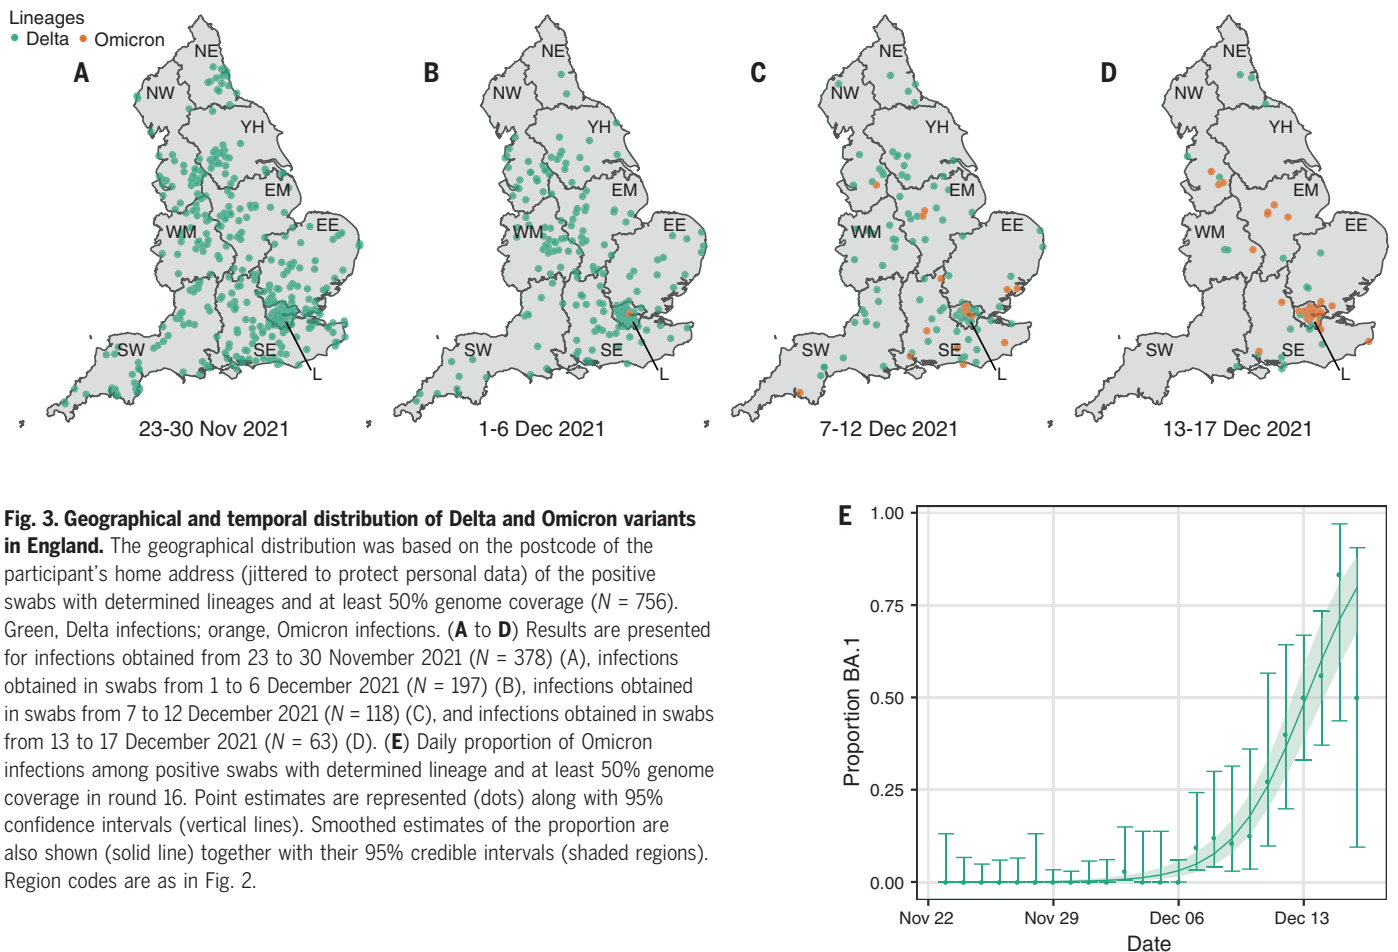 Lineages
Delta Omicron
A
NE
NW
YH
EM
WM
EE
SW
SE
L
23-30 Nov 2021
B
NE
NW
YH
EM
WM
EE
SW
SE
L
1-6 Dec 2021
C
NE
NW
YH
EM
WM
EE
SW
SE
L
7-12 Dec 2021
D
NE
NW
YH
EM
WM
EE
SW
SE
L
13-17 Dec 2021
Fig. 3. Geographical and temporal distribution of Delta and Omicron variants
in England. The geographical distribution was based on the postcode of the
participant's home address (jittered to protect personal data) of the positive
swabs with determined lineages and at least 50% genome coverage (N = 756).
Green, Delta infections; orange, Omicron infections. (A to D) Results are presented
for infections obtained from 23 to 30 November 2021 (N = 378) (A), infections
obtained in swabs from 1 to 6 December 2021 (N = 197) (B), infections obtained
in swabs from 7 to 12 December 2021 (N = 118) (C), and infections obtained in swabs
from 13 to 17 December 2021 (N = 63) (D). (E) Daily proportion of Omicron
infections among positive swabs with determined lineage and at least 50% genome
coverage in round 16. Point estimates are represented (dots) along with 95%
confidence intervals (vertical lines). Smoothed estimates of the proportion are
also shown (solid line) together with their 95% credible intervals (shaded regions).
Region codes are as in Fig. 2.
E
Proportion BA.1
1.00
0.75
0.50
0.25
0.00
Nov 22 Nov 29 Dec 06 Dec 13
Date